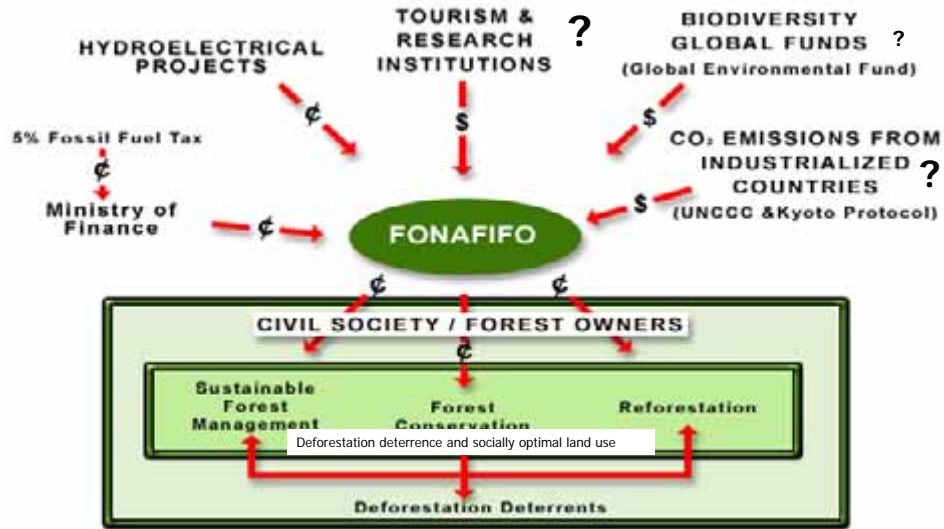 TOURISM &
RESEARCH
INSTITUTIONS
?
BIODIVERSITY
GLOBAL FUNDS ?
(Global Environmental Fund)
HYDROELECTRICAL
PROJECTS
¢
$
$
5% Fossil Fuel Tax
¢
Ministry of
Finance
¢
CO₂ EMISSIONS FROM
INDUSTRIALIZED
COUNTRIES
?
(UNCCC &Kyoto Protocol)
$
FONAFIFO
¢
¢
CIVIL SOCIETY / FOREST OWNERS
¢
Sustainable
Forest
Management
Forest
Conservation
Reforestation
Deforestation deterrence and socially optimal land use
Deforestation Deterrents